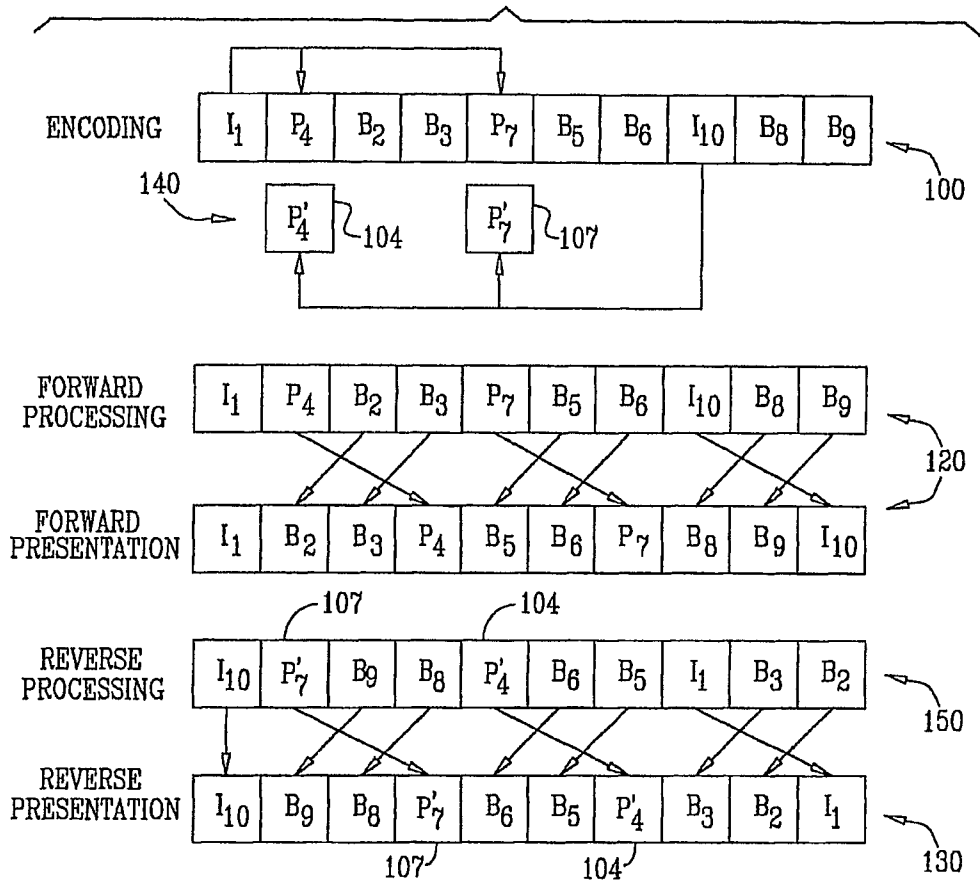 ENCODING I₁ P₄ B₂ B₃ P₇ B₅ B₆ I₁₀ B₈ B₉
100
140 P'₄ 104 P'₇ 107
FORWARD
PROCESSING I₁ P₄ B₂ B₃ P₇ B₅ B₆ I₁₀ B₈ B₉
120
FORWARD
PRESENTATION I₁ B₂ B₃ P₄ B₅ B₆ P₇ B₈ B₉ I₁₀
107 104
REVERSE
PROCESSING I₁₀ P'₇ B₉ B₈ P'₄ B₆ B₅ I₁ B₃ B₂
150
REVERSE
PRESENTATION I₁₀ B₉ B₈ P'₇ B₆ B₅ P'₄ B₃ B₂ I₁
107 104 130